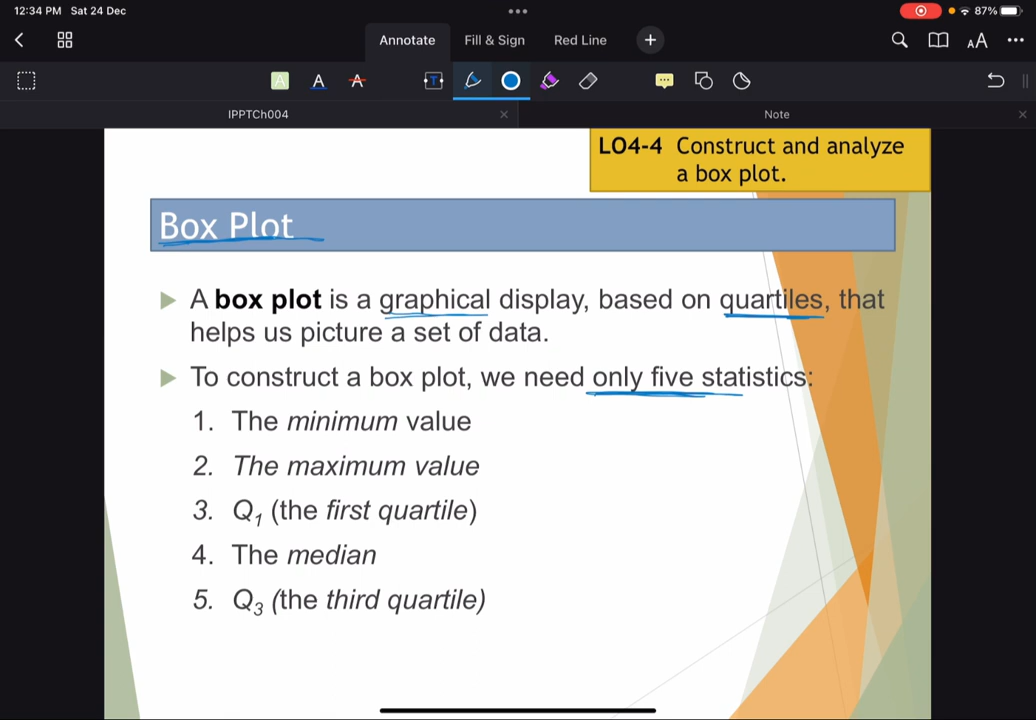 12:34 PM Sat 24 Dec
87%
Annotate Fill & Sign Red Line
AA
A A A T
IPPTCh004 Note
LO4-4 Construct and analyze
a box plot.
Box Plot
A box plot is a graphical display, based on quartiles, that
helps us picture a set of data.
To construct a box plot, we need only five statistics:
1. The minimum value
2. The maximum value
3. Q1 (the first quartile)
4. The median
5. Q3 (the third quartile)